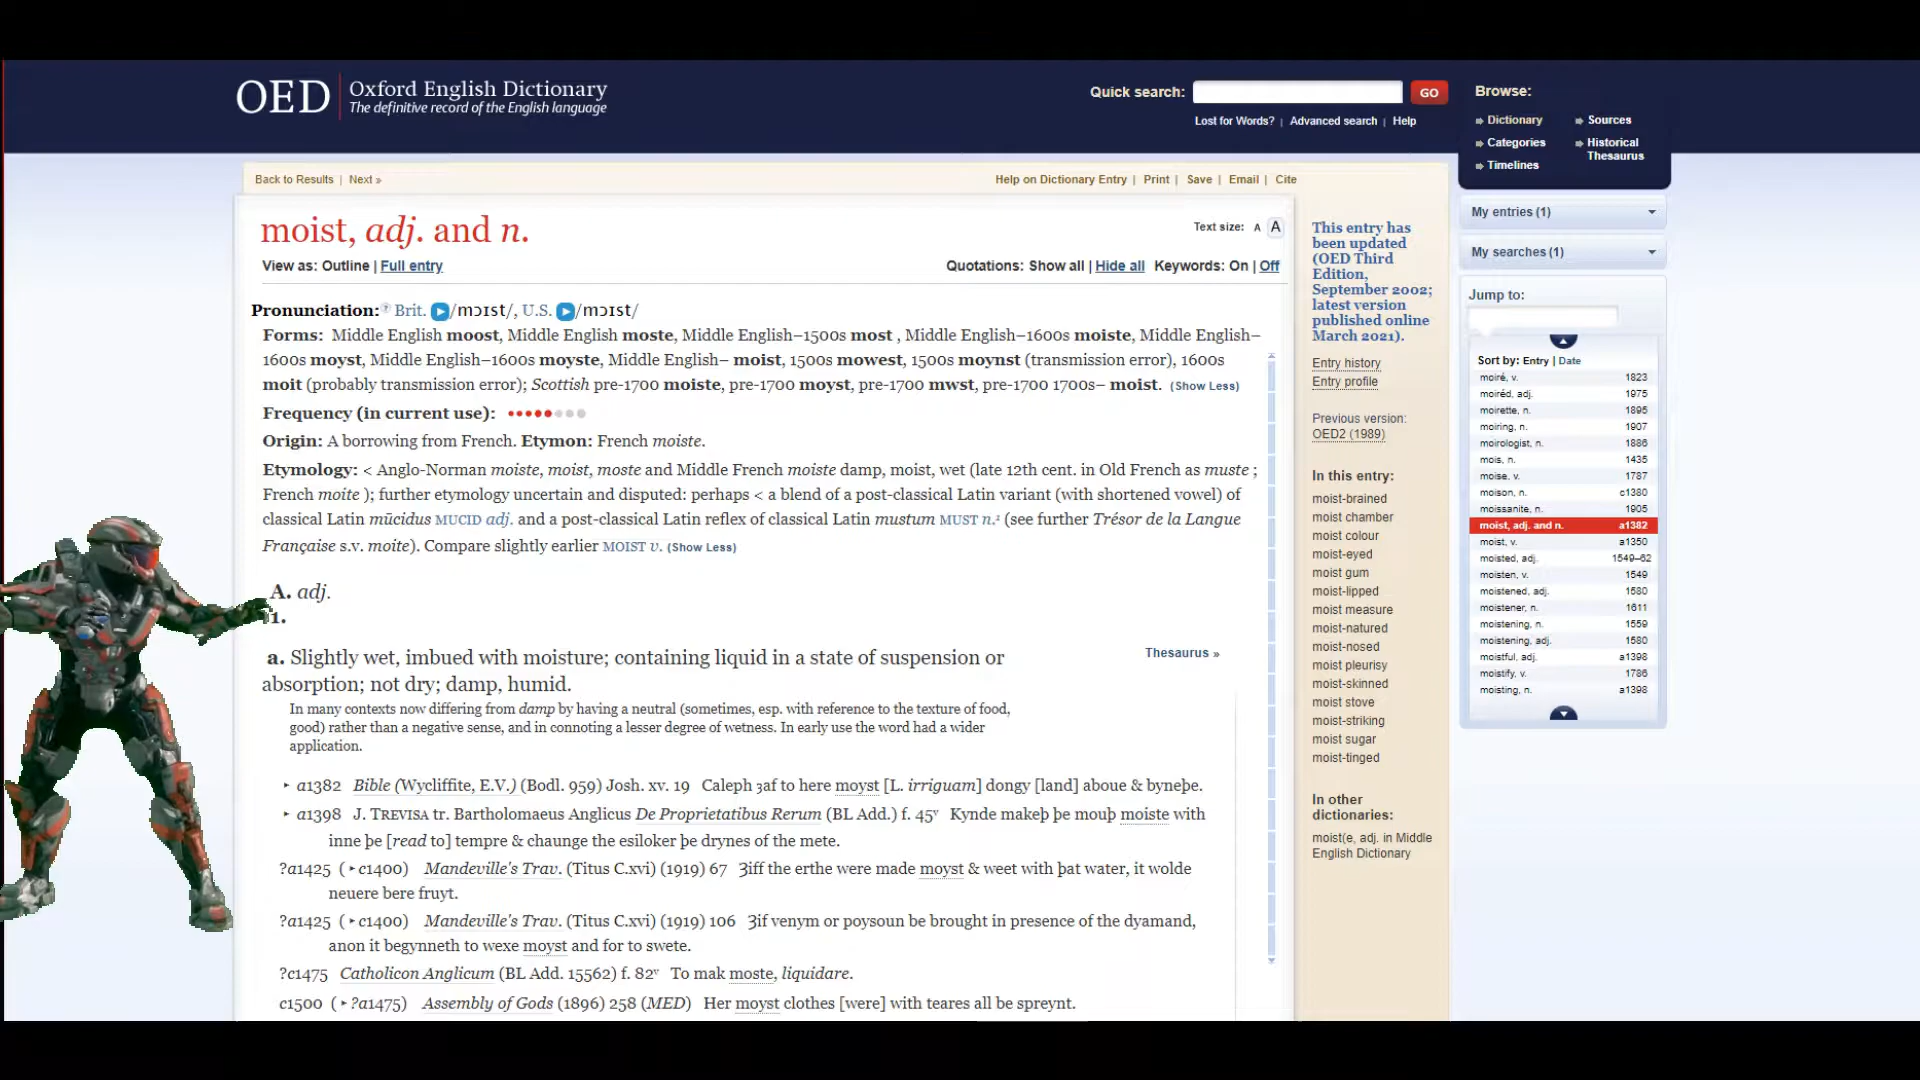 OED
Oxford English Dictionary
The definitive record of the English language
Quick search:
GO
Lost for Words? | Advanced search | Help
Browse:
Dictionary
Categories
Timelines
Sources
Historical
Thesaurus
Back to Results | Next »
Help on Dictionary Entry | Print | Save | Email | Cite
moist, adj. and n.
Text size: A A
View as: Outline | Full entry
Quotations: Show all | Hide all Keywords: On | Off
Pronunciation: ? Brit. /mɔɪst/, U.S. /mɔɪst/
Forms: Middle English moost, Middle English moste, Middle English–1500s most , Middle English–1600s moiste, Middle English–
1600s moyst, Middle English–1600s moyste, Middle English– moist, 1500s mowest, 1500s moynst (transmission error), 1600s
moit (probably transmission error); Scottish pre-1700 moiste, pre-1700 moyst, pre-1700 mwst, pre-1700 1700s– moist. (Show Less)
Frequency (in current use):
Origin: A borrowing from French. Etymon: French moiste.
Etymology: < Anglo-Norman moiste, moist, moste and Middle French moiste damp, moist, wet (late 12th cent. in Old French as muste ;
French moite ); further etymology uncertain and disputed: perhaps < a blend of a post-classical Latin variant (with shortened vowel) of
classical Latin mūcidus MUCID adj. and a post-classical Latin reflex of classical Latin mustum MUST n.² (see further Trésor de la Langue
Française s.v. moite). Compare slightly earlier MOIST v. (Show Less)
A. adj.
1.
a. Slightly wet, imbued with moisture; containing liquid in a state of suspension or
absorption; not dry; damp, humid.
Thesaurus »
In many contexts now differing from damp by having a neutral (sometimes, esp. with reference to the texture of food,
good) rather than a negative sense, and in connoting a lesser degree of wetness. In early use the word had a wider
application.
a1382 Bible (Wycliffite, E.V.) (Bodl. 959) Josh. xv. 19 Caleph ȝaf to here moyst [L. irriguam] dongy [land] aboue & byneþe.
a1398 J. TREVISA tr. Bartholomaeus Anglicus De Proprietatibus Rerum (BL Add.) f. 45ᵛ Kynde makeþ þe mouþ moiste with
inne þe [read to] tempre & chaunge the esiloker þe drynes of the mete.
?a1425 (c1400) Mandeville's Trav. (Titus C.xvi) (1919) 67 Ȝiff the erthe were made moyst & weet with þat water, it wolde
neuere bere fruyt.
?a1425 (c1400) Mandeville's Trav. (Titus C.xvi) (1919) 106 Ȝif venym or poysoun be brought in presence of the dyamand,
anon it begynneth to wexe moyst and for to swete.
?c1475 Catholicon Anglicum (BL Add. 15562) f. 82ᵛ To mak moste, liquidare.
c1500 (?a1475) Assembly of Gods (1896) 258 (MED) Her moyst clothes [were] with teares all be spreynt.
This entry has
been updated
(OED Third
Edition,
September 2002;
latest version
published online
March 2021).
Entry history
Entry profile
Previous version:
OED2 (1989)
In this entry:
moist-brained
moist chamber
moist colour
moist-eyed
moist gum
moist-lipped
moist measure
moist-natured
moist-nosed
moist pleurisy
moist-skinned
moist stove
moist-striking
moist sugar
moist-tinged
In other
dictionaries:
moist(e, adj. in Middle
English Dictionary
My entries (1)
My searches (1)
Jump to:
Sort by: Entry | Date
moiré, v. 1823
moiréd, adj. 1975
moirette, n. 1895
moiring, n. 1907
moirologist, n. 1886
mois, n. 1435
moise, v. 1787
moison, n. c1380
moissanite, n. 1905
moist, adj. and n. a1382
moist, v. a1350
moisted, adj. 1549–62
moisten, v. 1549
moistened, adj. 1580
moistener, n. 1611
moistening, n. 1559
moistening, adj. 1580
moistful, adj. a1398
moistify, v. 1786
moisting, n. a1398